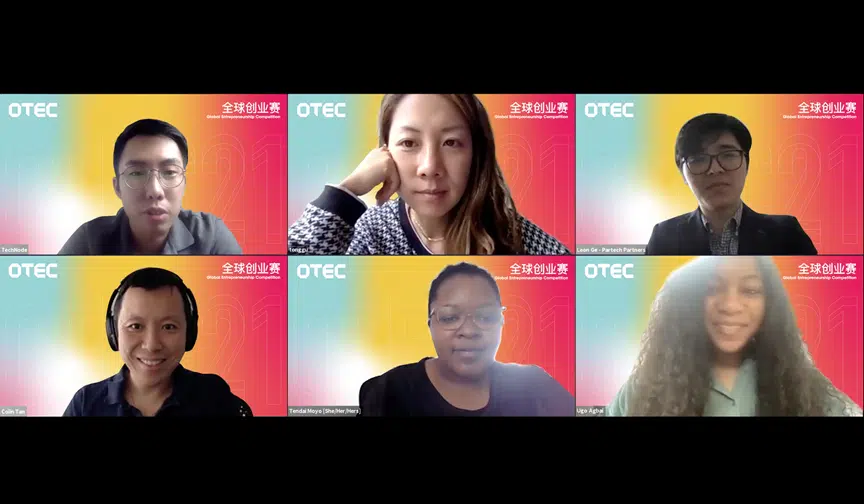 OTEC
全球创业赛
Global Entrepreneurship Competition
TechNode
OTEC
全球创业赛
Global Entrepreneurship Competition
OTEC
全球创业赛
Global Entrepreneurship Competition
Leon Ge - Partech Partners
OTEC
全球创业赛
Global Entrepreneurship Competition
21
Colin Tan
OTEC
全球创业赛
Global Entrepreneurship Competition
21
Tendai Moyo (She/Her/Hers)
OTEC
全球创业赛
Global Entrepreneurship Competition
21
Ugo Agbai